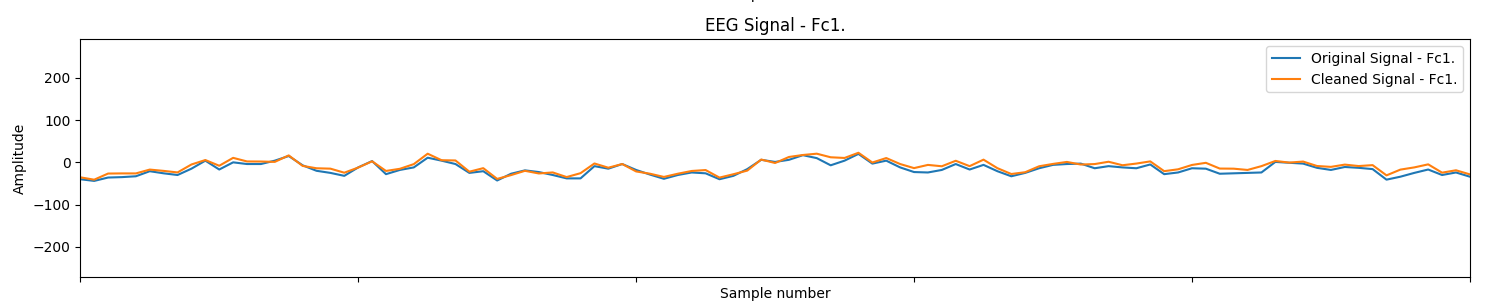 EEG Signal - Fc1.
Original Signal - Fc1.
Cleaned Signal - Fc1.
Amplitude
200
100
0
−100
−200
Sample number